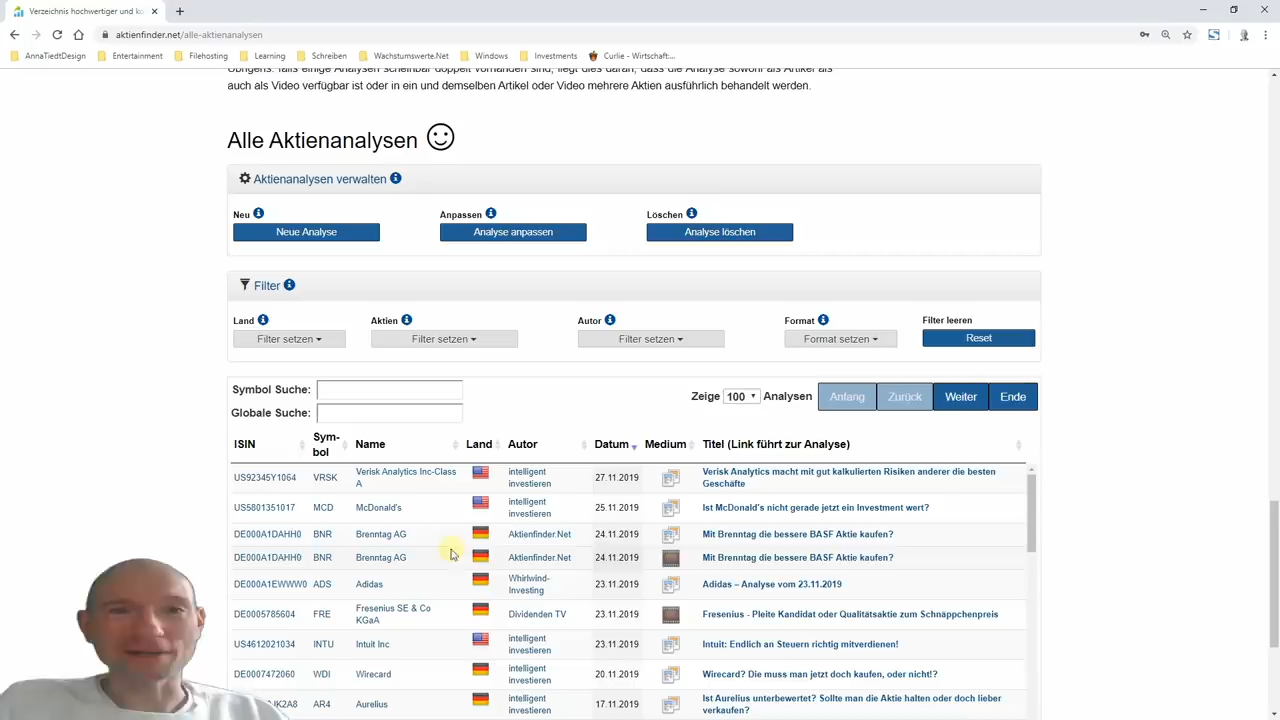 Verzeichnis hochwertiger und ko
aktienfinder.net/alle-aktienanalysen
AnnaTiedtDesign Entertainment Filehosting Learning Schreiben Wachstumswerte.Net Windows Investments Curlie - Wirtschaft:...
Übrigens: falls einige Analysen scheinbar doppelt vorhanden sind, liegt dies daran, dass die Analyse sowohl als Artikel als
auch als Video verfügbar ist oder in ein und demselben Artikel oder Video mehrere Aktien ausführlich behandelt werden.
Alle Aktienanalysen
Aktienanalysen verwalten
Neu Anpassen Löschen
Neue Analyse Analyse anpassen Analyse löschen
Filter
Land Aktien Autor Format Filter leeren
Filter setzen Filter setzen Filter setzen Format setzen Reset
Symbol Suche:
Zeige 100 Analysen Anfang Zurück Weiter Ende
Globale Suche:
ISIN Sym-bol Name Land Autor Datum Medium Titel (Link führt zur Analyse)
US92345Y1064 VRSK Verisk Analytics Inc-Class A intelligent investieren 27.11.2019 Verisk Analytics macht mit gut kalkulierten Risiken anderer die besten Geschäfte
US5801351017 MCD McDonald's intelligent investieren 25.11.2019 Ist McDonald's nicht gerade jetzt ein Investment wert?
DE000A1DAHH0 BNR Brenntag AG Aktienfinder.Net 24.11.2019 Mit Brenntag die bessere BASF Aktie kaufen?
DE000A1DAHH0 BNR Brenntag AG Aktienfinder.Net 24.11.2019 Mit Brenntag die bessere BASF Aktie kaufen?
DE000A1EWWW0 ADS Adidas Whirlwind-Investing 23.11.2019 Adidas – Analyse vom 23.11.2019
DE0005785604 FRE Fresenius SE & Co KGaA Dividenden TV 23.11.2019 Fresenius - Pleite Kandidat oder Qualitätsaktie zum Schnäppchenpreis
US4612021034 INTU Intuit Inc intelligent investieren 23.11.2019 Intuit: Endlich an Steuern richtig mitverdienen!
DE0007472060 WDI Wirecard intelligent investieren 20.11.2019 Wirecard? Die muss man jetzt doch kaufen, oder nicht!?
JK2A8 AR4 Aurelius intelligent investieren 17.11.2019 Ist Aurelius unterbewertet? Sollte man die Aktie halten oder doch lieber verkaufen?